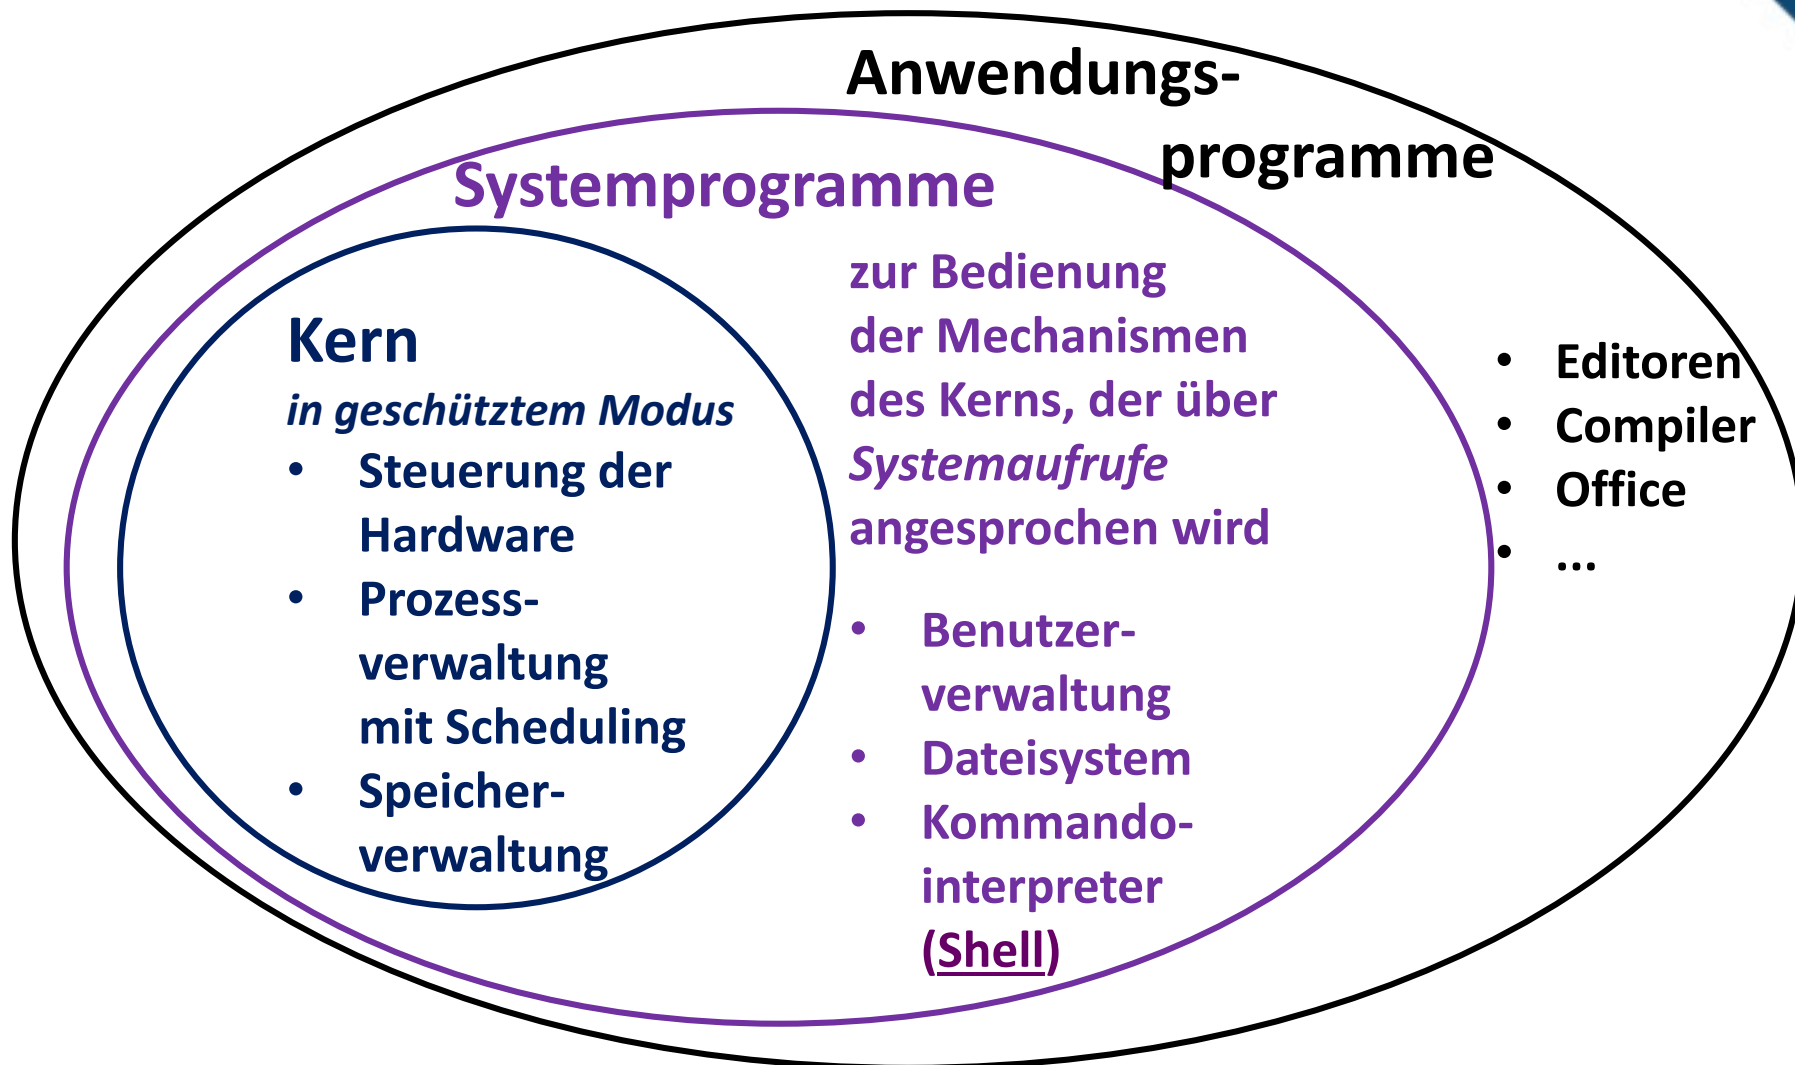 Anwendungs-
programme
Systemprogramme
Kern
in geschütztem Modus
• Steuerung der
Hardware
• Prozess-
verwaltung
mit Scheduling
• Speicher-
verwaltung
zur Bedienung
der Mechanismen
des Kerns, der über
Systemaufrufe
angesprochen wird
• Benutzer-
verwaltung
• Dateisystem
• Kommando-
interpreter
(Shell)
• Editoren
• Compiler
• Office
• ...